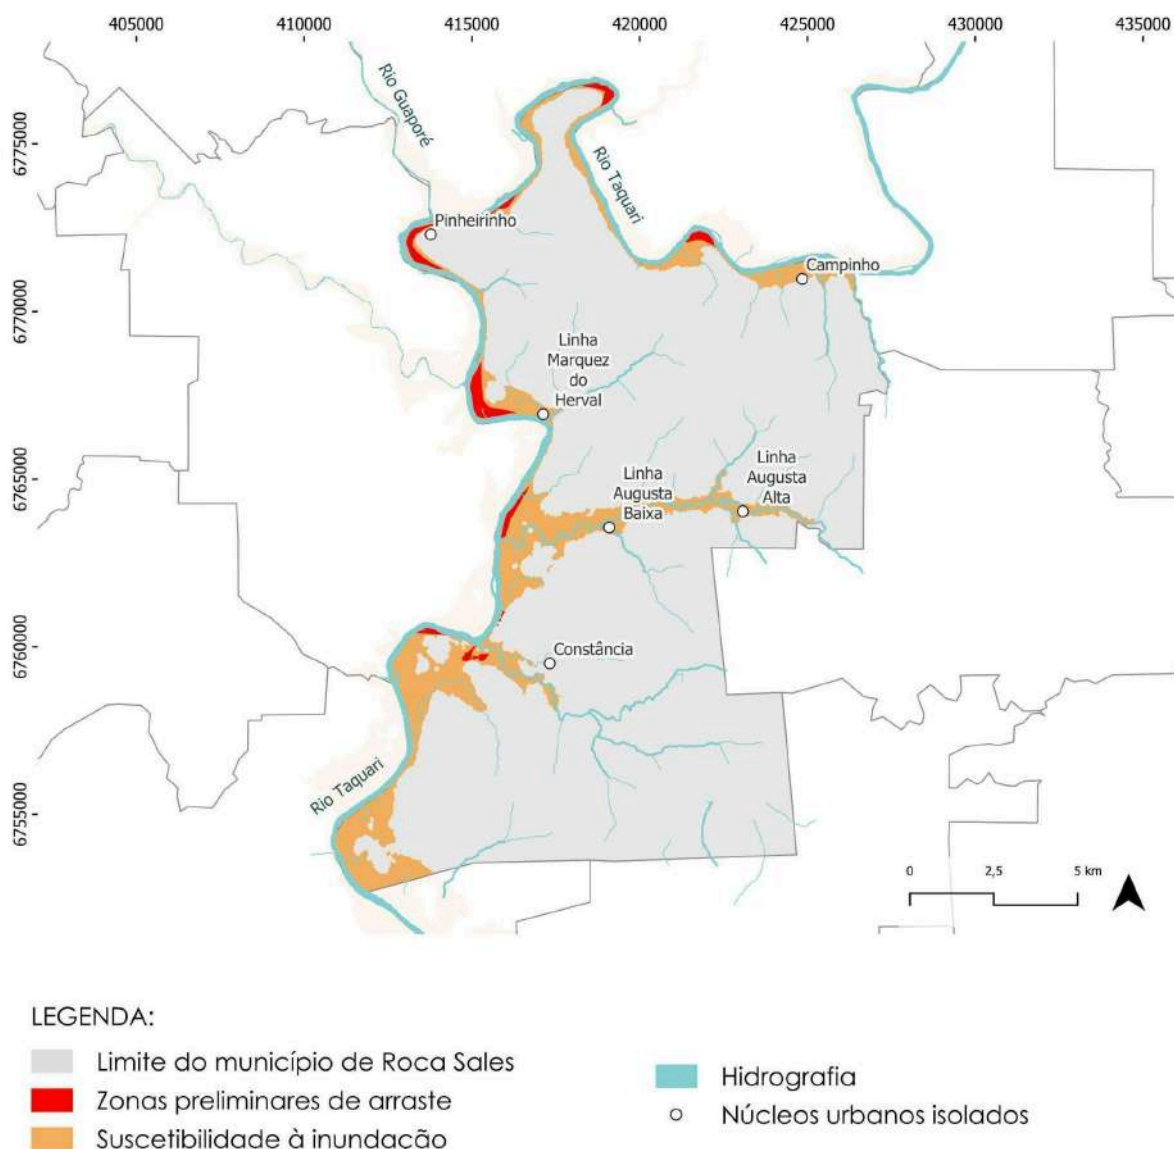 405000 410000 415000 420000 425000 430000 435000
6775000
6770000
6765000
6760000
6755000
Rio Guaporé
Rio Taquari
Pinheirinho
Campinho
Linha
Marquez
do
Herval
Linha
Augusta
Baixa
Linha
Augusta
Alta
Constância
Rio Taquari
0 2,5 5 km
LEGENDA:
Limite do município de Roca Sales
Zonas preliminares de arraste
Suscetibilidade à inundação
Hidrografia
Núcleos urbanos isolados